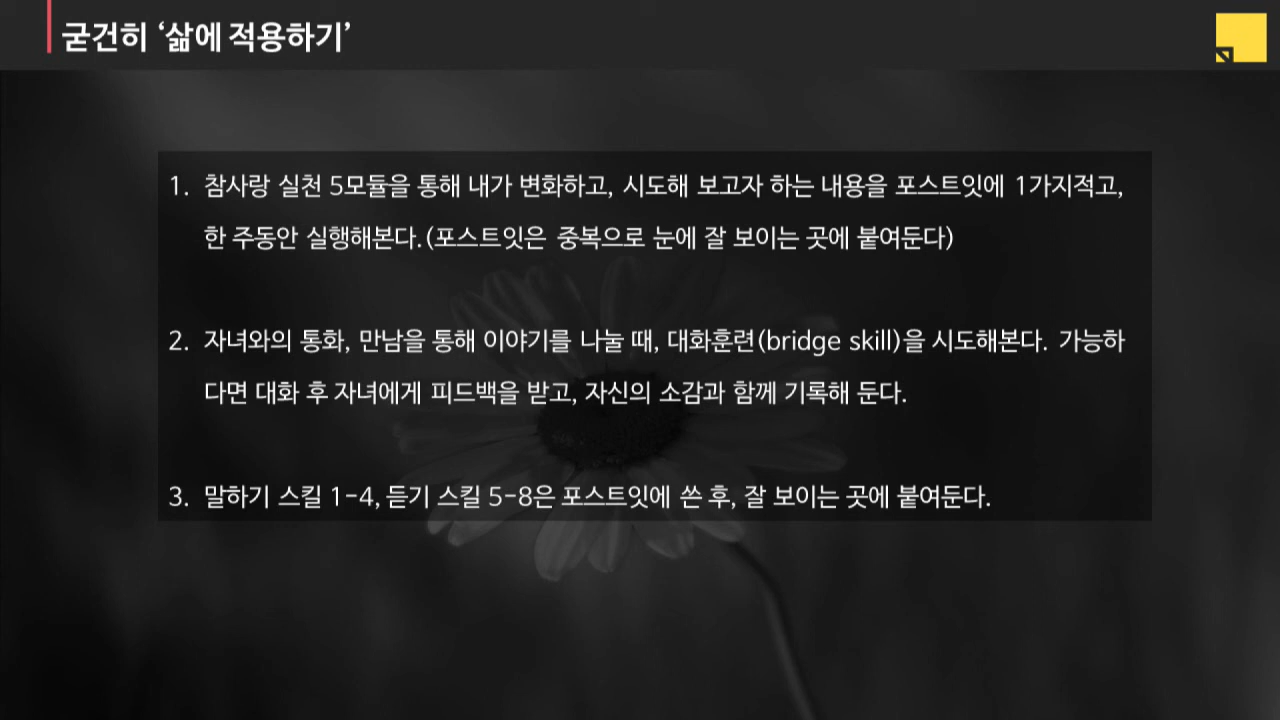 굳건히 ‘삶에 적용하기’
1. 참사랑 실천 5모듈을 통해 내가 변화하고, 시도해 보고자 하는 내용을 포스트잇에 1가지적고,
한 주동안 실행해본다.(포스트잇은 중복으로 눈에 잘 보이는 곳에 붙여둔다)
2. 자녀와의 통화, 만남을 통해 이야기를 나눌 때, 대화훈련(bridge skill)을 시도해본다. 가능하
다면 대화 후 자녀에게 피드백을 받고, 자신의 소감과 함께 기록해 둔다.
3. 말하기 스킬 1-4, 듣기 스킬 5-8은 포스트잇에 쓴 후, 잘 보이는 곳에 붙여둔다.